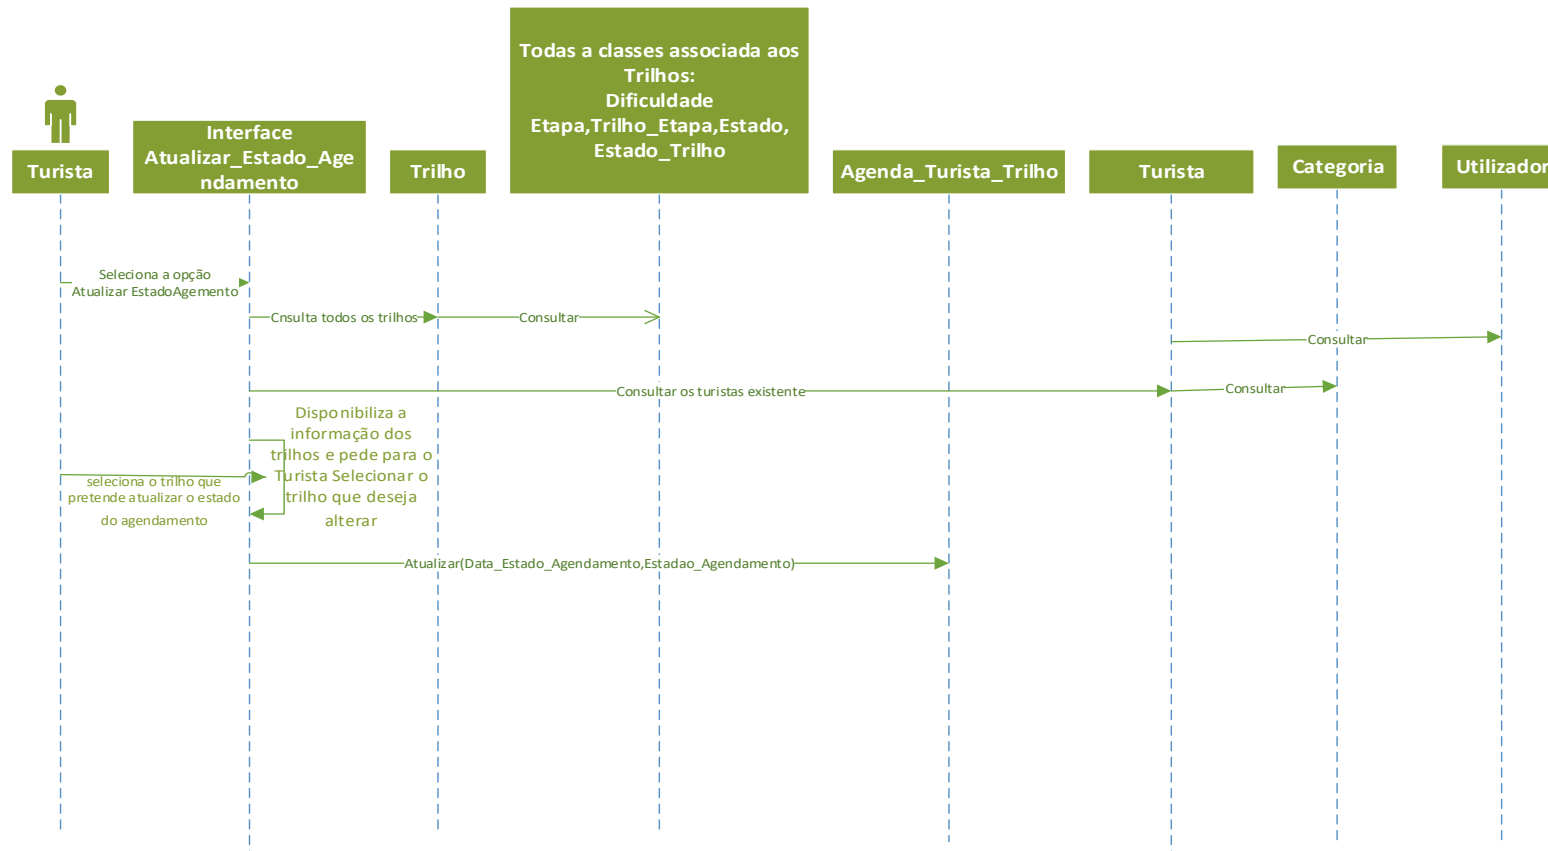 Todas a classes associada aos
Trilhos:
Dificuldade
Etapa,Trilho_Etapa,Estado,
Estado_Trilho
Turista
Interface
Atualizar_Estado_Age
ndamento
Trilho
Agenda_Turista_Trilho
Turista
Categoria
Utilizador
Seleciona a opção
Atualizar EstadoAgemento
Cnsulta todos os trilhos
Consultar
Consultar
Consultar os turistas existente
Consultar
Disponibiliza a
informação dos
trilhos e pede para o
Turista Selecionar o
trilho que deseja
alterar
seleciona o trilho que
pretende atualizar o estado
do agendamento
Atualizar(Data_Estado_Agendamento,Estadao_Agendamento)